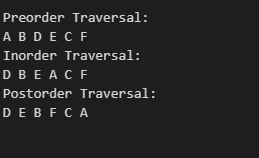 Preorder Traversal:
A B D E C F
Inorder Traversal:
D B E A C F
Postorder Traversal:
D E B F C A